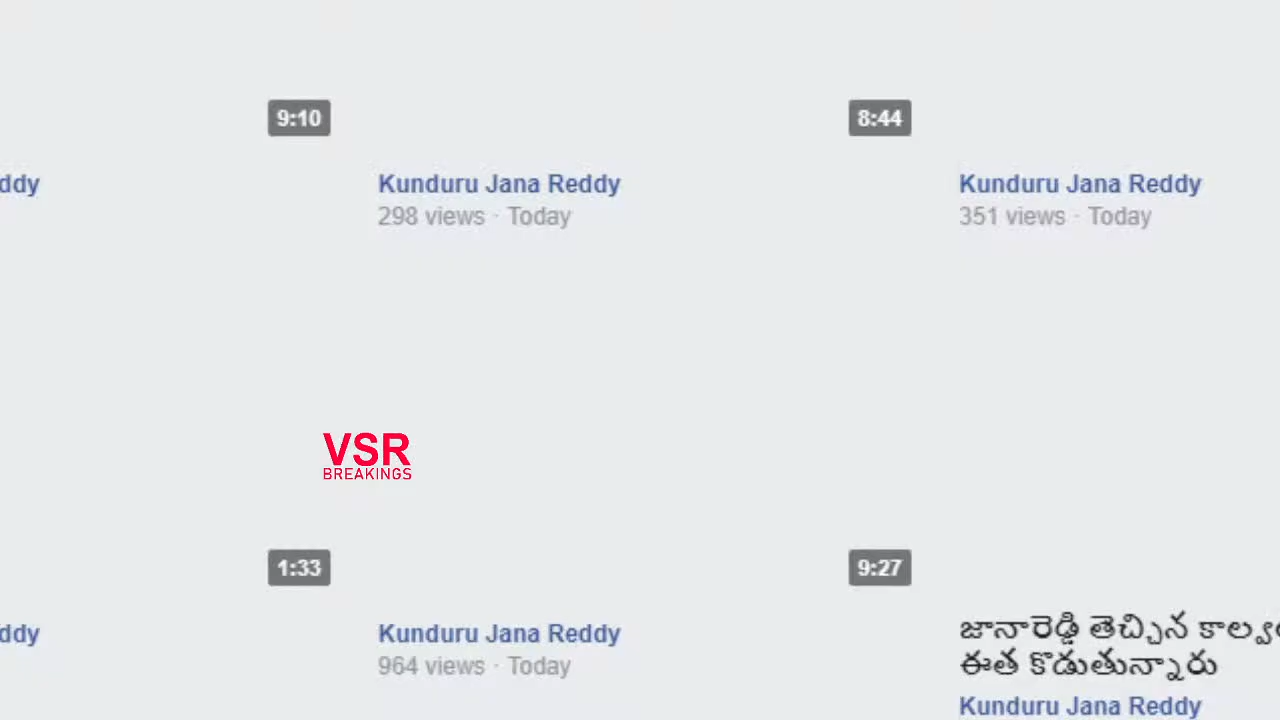 9:10
8:44
ddy
Kunduru Jana Reddy
Kunduru Jana Reddy
298 views · Today
351 views · Today
VSR
BREAKINGS
1:33
9:27
ddy
Kunduru Jana Reddy
964 views · Today
జానారెడ్డి తెచ్చిన
ఈత కొడుతున్నారు
Kunduru Jana Reddy